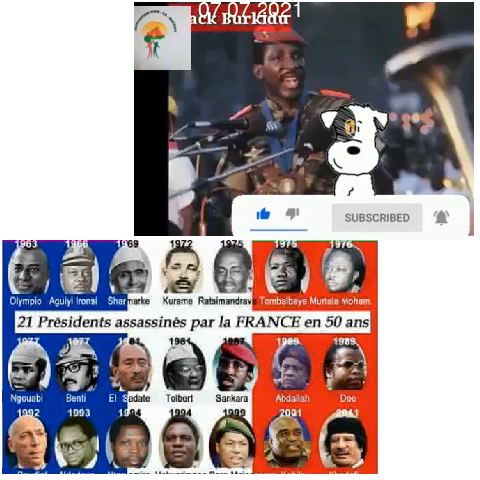 07.07.2021
ack Burkidu
SUBSCRIBED
1963 1966 1969 1972 1975 1975 1976
Olympio Aguiyi Ironsi Sharmarke Kurame Ratsimandrava Tombalbaye Murtala Moham.
21 Présidents assassinés par la FRANCE en 50 ans
1977 1977 1981 1981 1987 1989 1989
Ngouabi Benti El Sadate Tolbert Sankara Abdallah Doe
1992 1993 1994 1994 1999 2001 2011